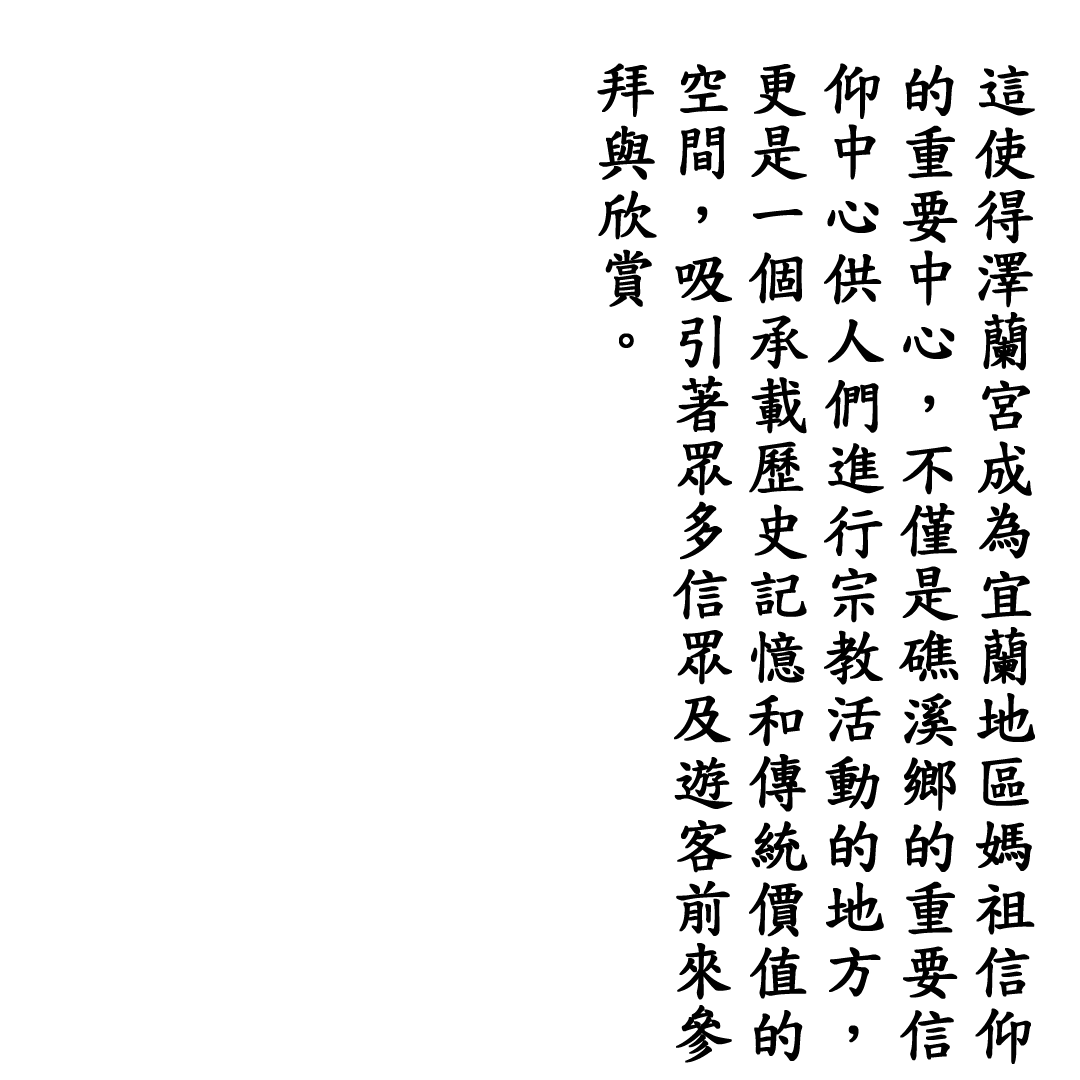 這使得澤蘭宮成為宜蘭地區媽祖信仰
的重要中心，不僅是礁溪鄉的重要信
仰中心供人們進行宗教活動的地方，
更是一個承載歷史記憶和傳統價值的
空間，吸引著眾多信眾及遊客前來參
拜與欣賞。